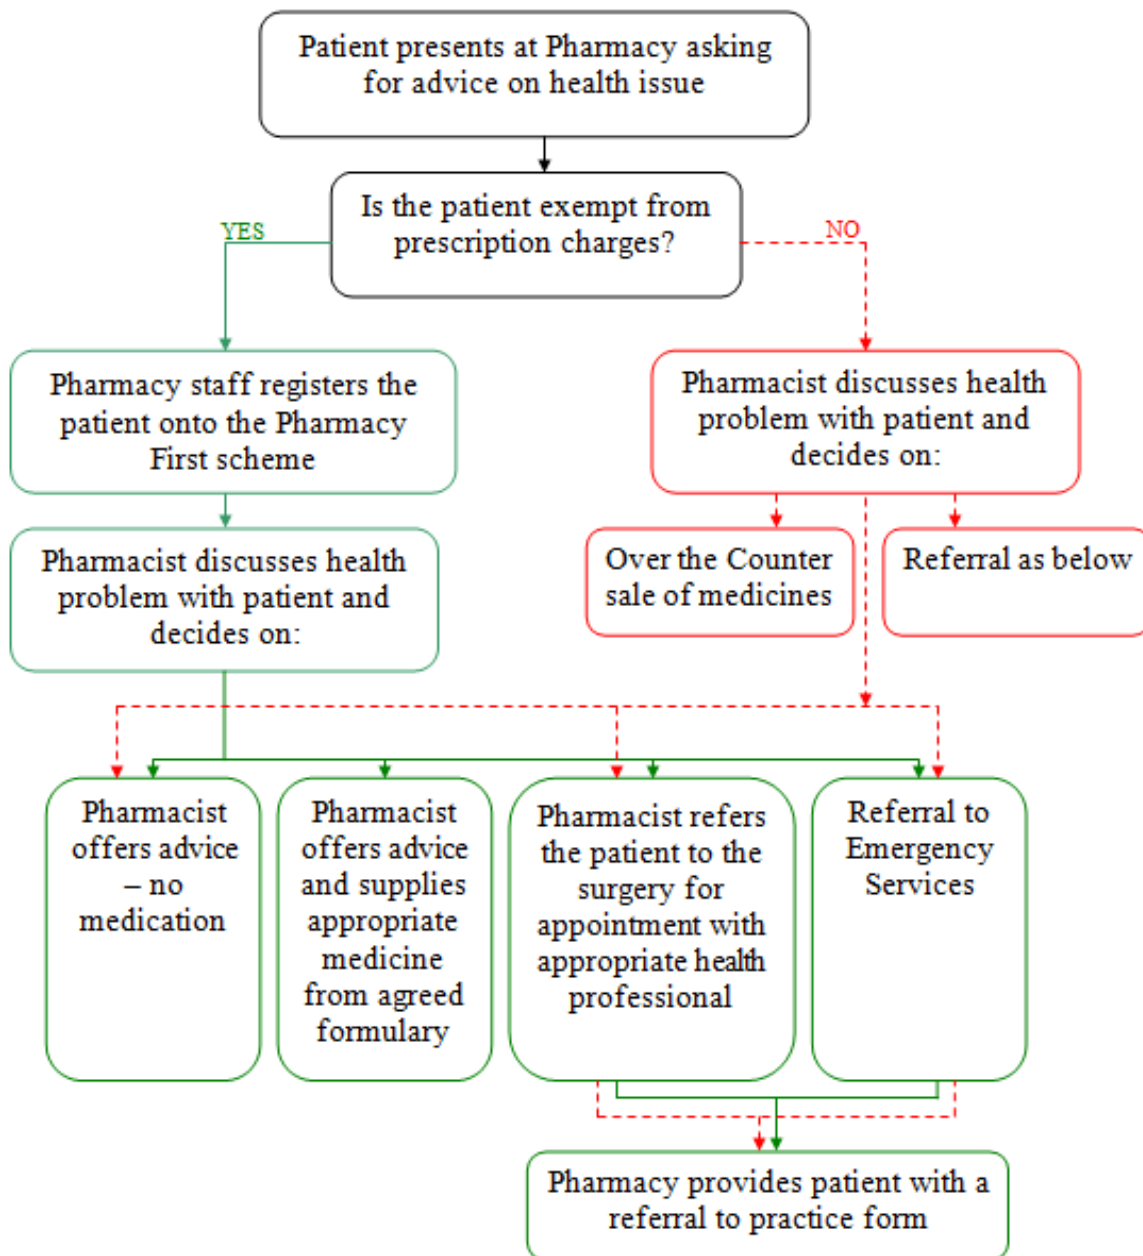 Patient presents at Pharmacy asking
for advice on health issue
Is the patient exempt from
prescription charges?
YES
NO
Pharmacy staff registers the
patient onto the Pharmacy
First scheme
Pharmacist discusses health
problem with patient and
decides on:
Pharmacist discusses health
problem with patient and
decides on:
Over the Counter
sale of medicines
Referral as below
Pharmacist
offers advice
– no
medication
Pharmacist
offers advice
and supplies
appropriate
medicine
from agreed
formulary
Pharmacist refers
the patient to the
surgery for
appointment with
appropriate health
professional
Referral to
Emergency
Services
Pharmacy provides patient with a
referral to practice form